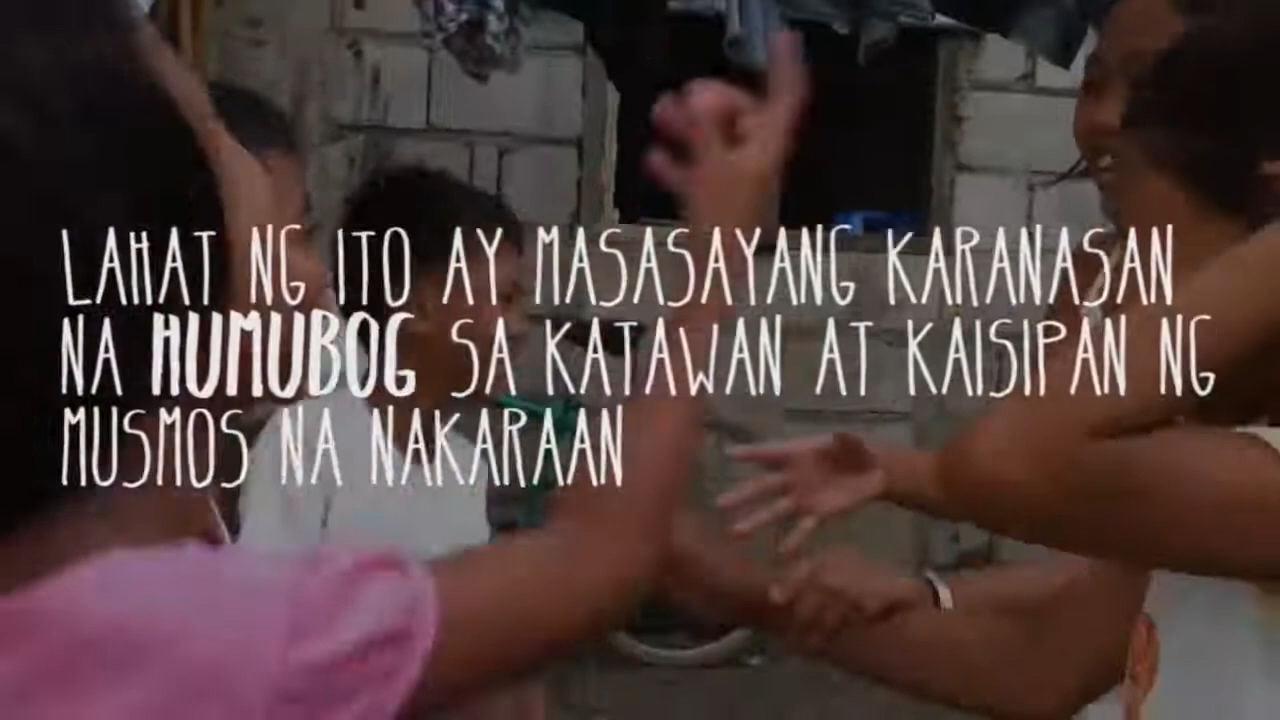 LAHAT NG ITO AY MASASAYANG KARANASAN
NA HUMUBOG SA KATAWAN AT KAISIPAN NG
MUSMOS NA NAKARAAN